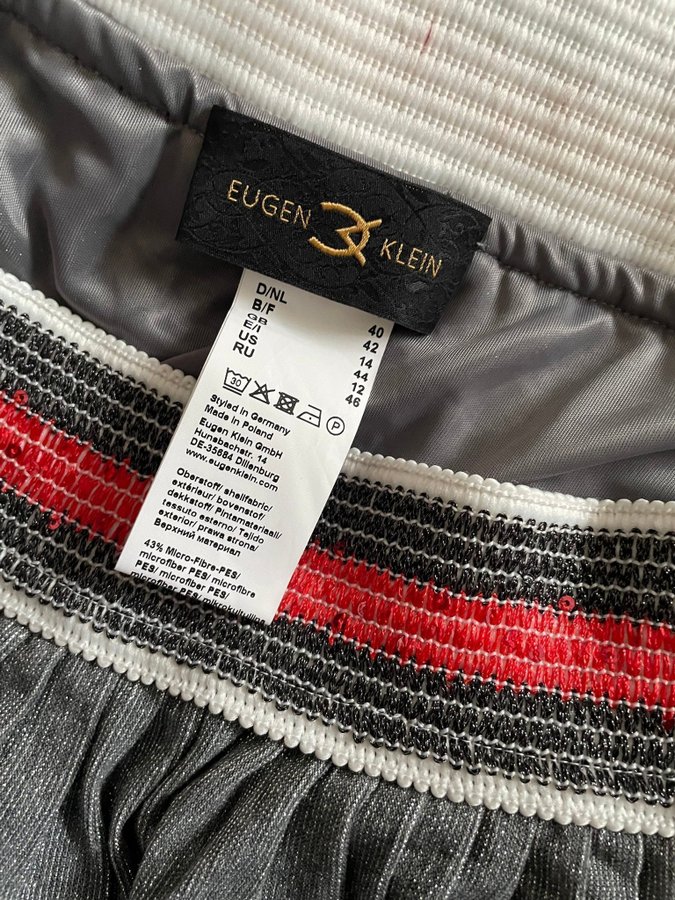 EUGEN KLEIN
D/NL 40
B/F 42
GB 14
E/I 44
US 12
RU 46
30
P
Styled in Germany
Made in Poland
Eugen Klein GmbH
Hunsbachstr. 14
DE-35684 Dillenburg
www.eugenklein.com
Oberstoff/ shellfabric/
extérieur/ bovenstof/
dekkstoff/ Pintamateriaali/
tessuto esterno/ Tejido
exterior/ prawa strona/
Верхний материал
43% Micro-Fibre-PES/
microfiber PES/ microfibre
PES/ microfiber PES/